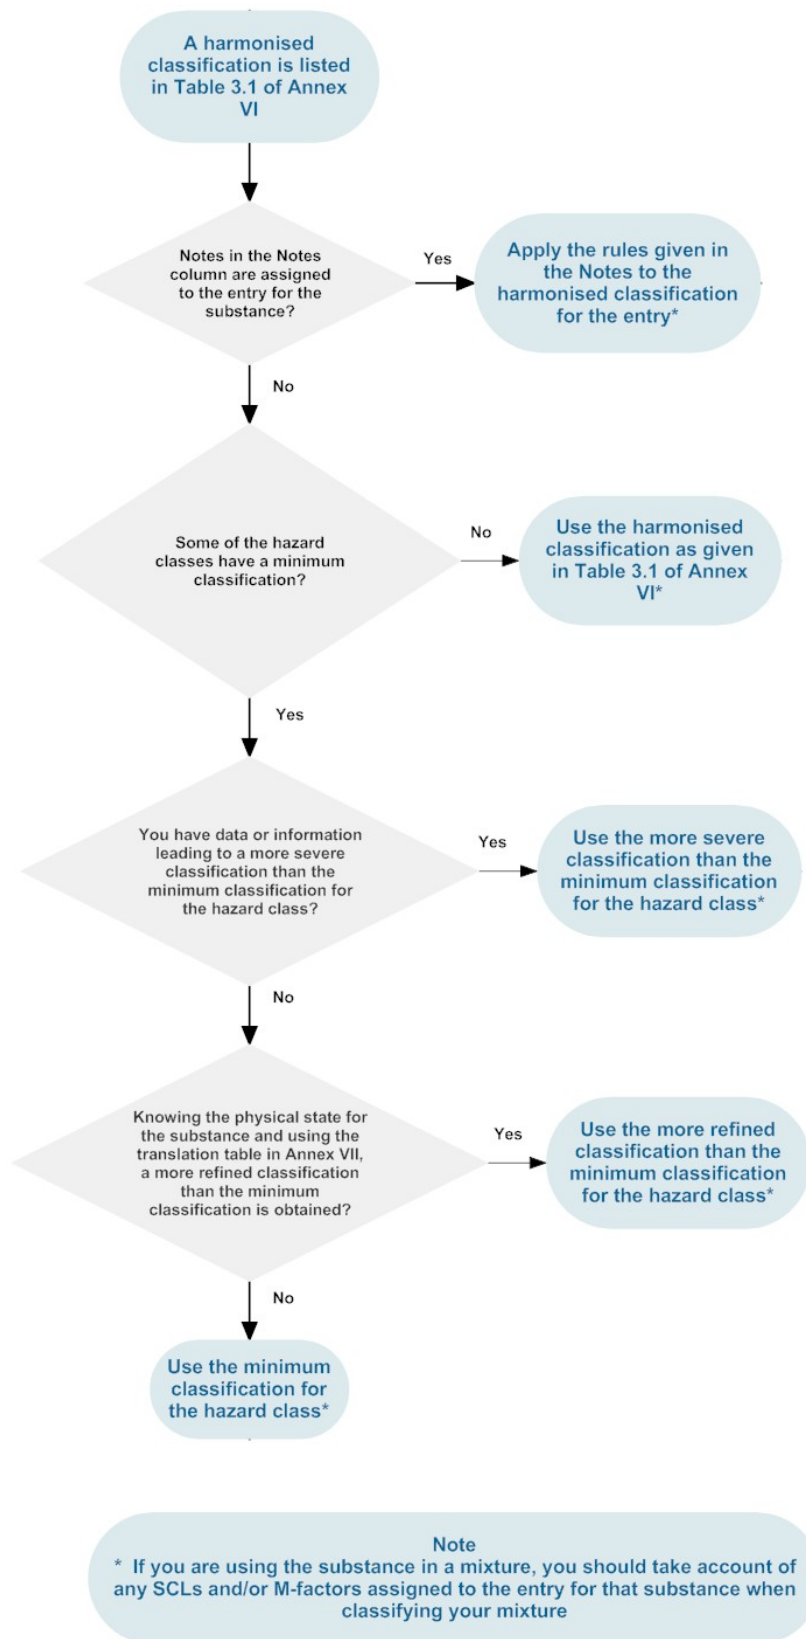 A harmonised
classification is listed
in Table 3.1 of Annex
VI
Notes in the Notes
column are assigned
to the entry for the
substance?
Yes
Apply the rules given in
the Notes to the
harmonised classification
for the entry*
No
Some of the hazard
classes have a minimum
classification?
No
Use the harmonised
classification as given
in Table 3.1 of Annex
VI*
Yes
You have data or information
leading to a more severe
classification than the
minimum classification for
the hazard class?
Yes
Use the more severe
classification than the
minimum classification
for the hazard class*
No
Knowing the physical state for
the substance and using the
translation table in Annex VII,
a more refined classification
than the minimum
classification is obtained?
Yes
Use the more refined
classification than the
minimum classification
for the hazard class*
No
Use the minimum
classification for
the hazard class*
Note
* If you are using the substance in a mixture, you should take account of
any SCLs and/or M-factors assigned to the entry for that substance when
classifying your mixture